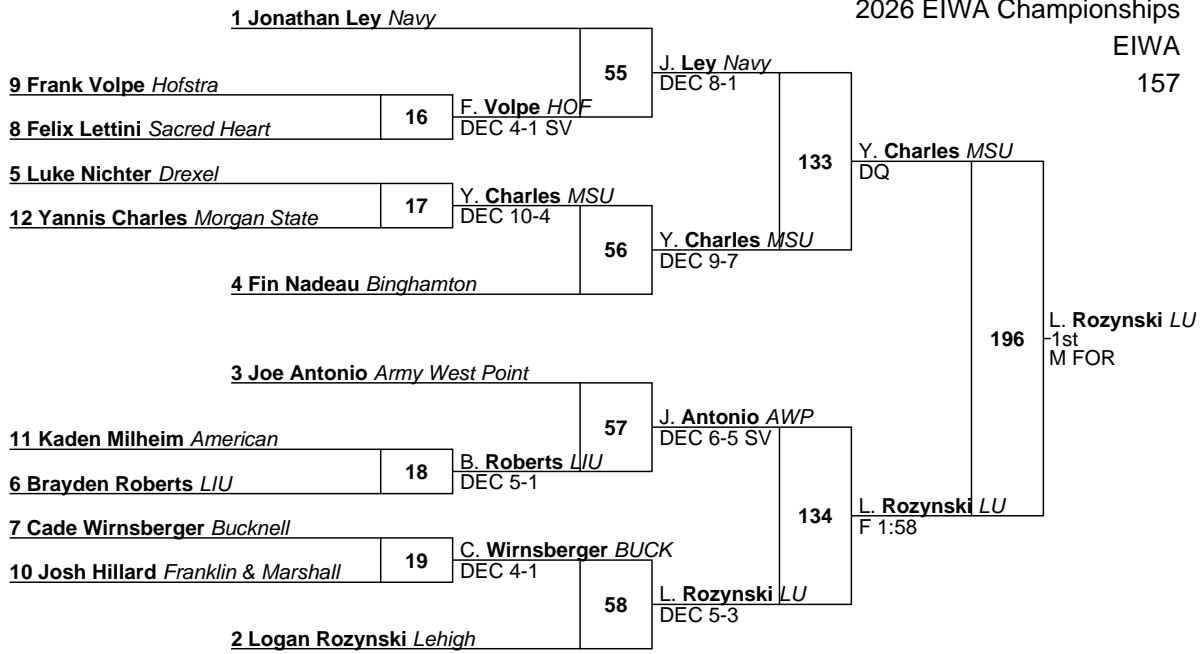 2026 EIWA Championships
EIWA
157
1 Jonathan Ley Navy
55
J. Ley Navy
DEC 8-1
9 Frank Volpe Hofstra
16
F. Volpe HOF
DEC 4-1 SV
8 Felix Lettini Sacred Heart
133
Y. Charles MSU
DQ
5 Luke Nichter Drexel
17
Y. Charles MSU
DEC 10-4
12 Yannis Charles Morgan State
56
Y. Charles MSU
DEC 9-7
4 Fin Nadeau Binghamton
196
L. Rozynski LU
1st
M FOR
3 Joe Antonio Army West Point
57
J. Antonio AWP
DEC 6-5 SV
11 Kaden Milheim American
18
B. Roberts LIU
DEC 5-1
6 Brayden Roberts LIU
134
L. Rozynski LU
F 1:58
7 Cade Wirnsberger Bucknell
19
C. Wirnsberger BUCK
DEC 4-1
10 Josh Hillard Franklin & Marshall
58
L. Rozynski LU
DEC 5-3
2 Logan Rozynski Lehigh